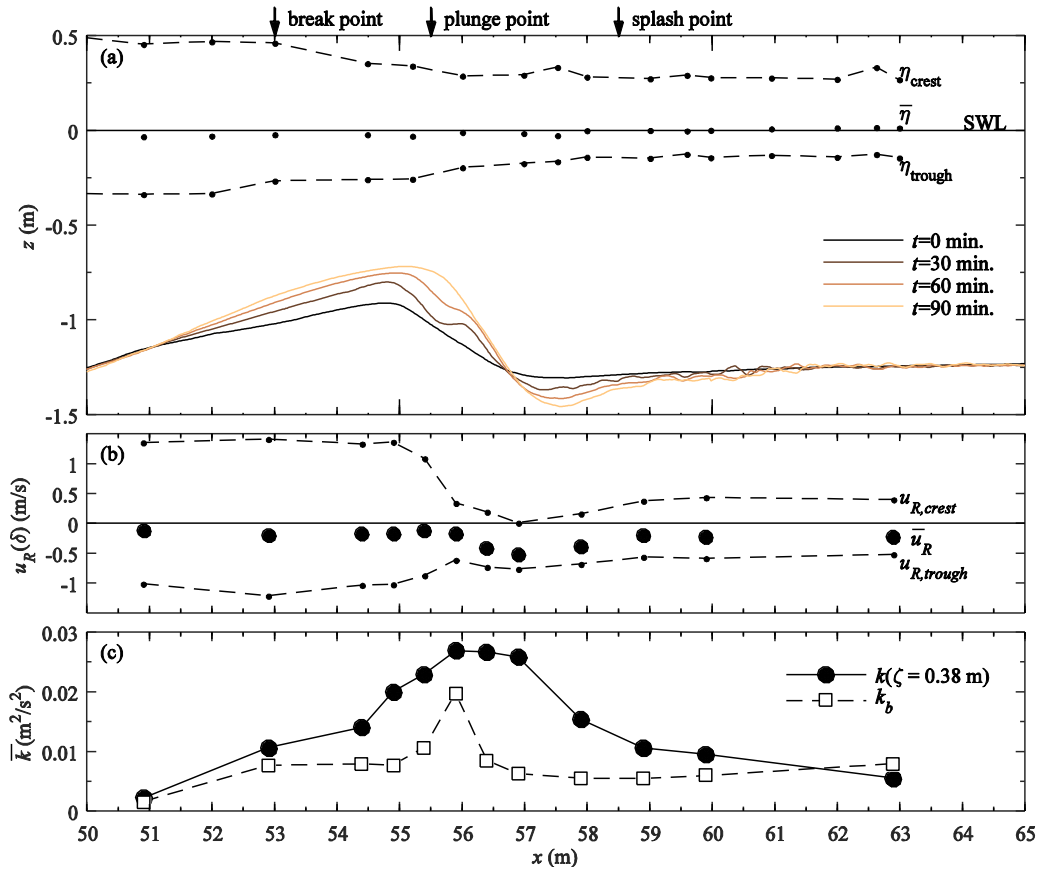 break point plunge point splash point
(a)
0.5
0
-0.5
-1
-1.5
z (m)
η_crest
η̅
SWL
η_trough
t=0 min.
t=30 min.
t=60 min.
t=90 min.
(b)
1
0.5
0
-0.5
-1
u_R(δ) (m/s)
u_R,crest
u̅_R
u_R,trough
(c)
0.03
0.02
0.01
0
k̅ (m²/s²)
k(ζ = 0.38 m)
k_b
50 51 52 53 54 55 56 57 58 59 60 61 62 63 64 65
x (m)